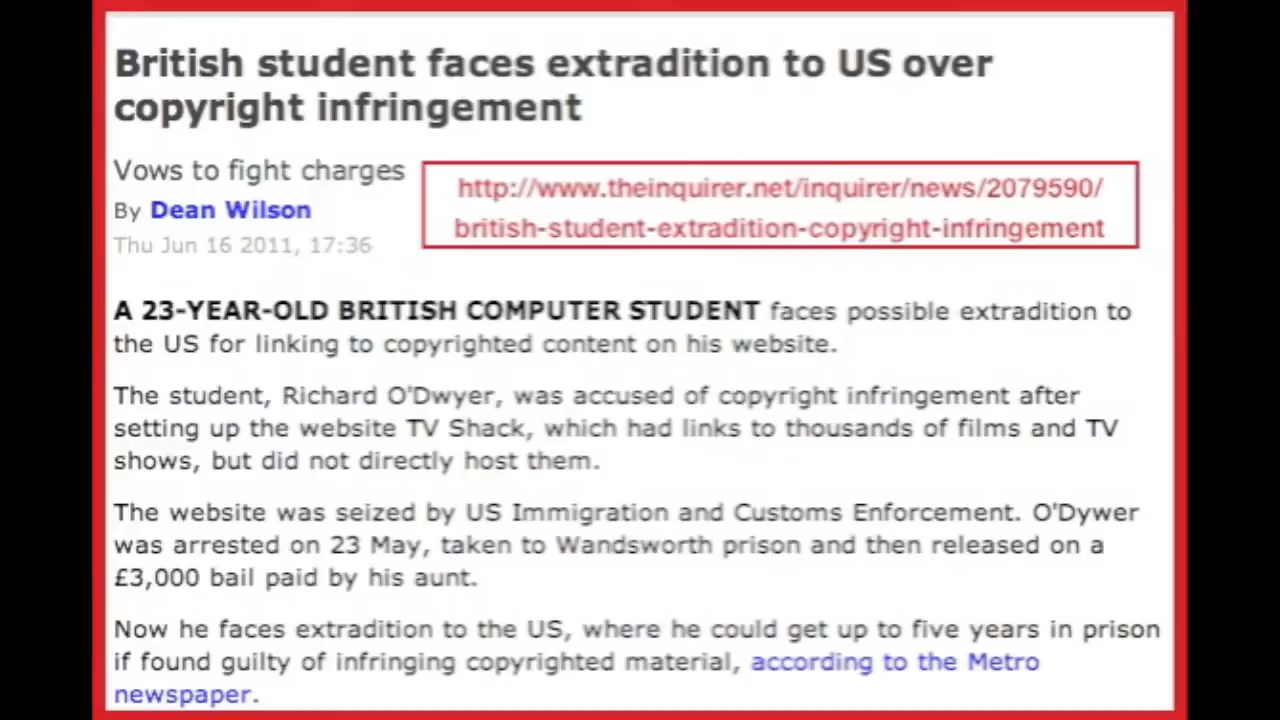 British student faces extradition to US over
copyright infringement
Vows to fight charges
By Dean Wilson
Thu Jun 16 2011, 17:36
http://www.theinquirer.net/inquirer/news/2079590/
british-student-extradition-copyright-infringement
A 23-YEAR-OLD BRITISH COMPUTER STUDENT faces possible extradition to
the US for linking to copyrighted content on his website.
The student, Richard O'Dwyer, was accused of copyright infringement after
setting up the website TV Shack, which had links to thousands of films and TV
shows, but did not directly host them.
The website was seized by US Immigration and Customs Enforcement. O'Dywer
was arrested on 23 May, taken to Wandsworth prison and then released on a
£3,000 bail paid by his aunt.
Now he faces extradition to the US, where he could get up to five years in prison
if found guilty of infringing copyrighted material, according to the Metro
newspaper.